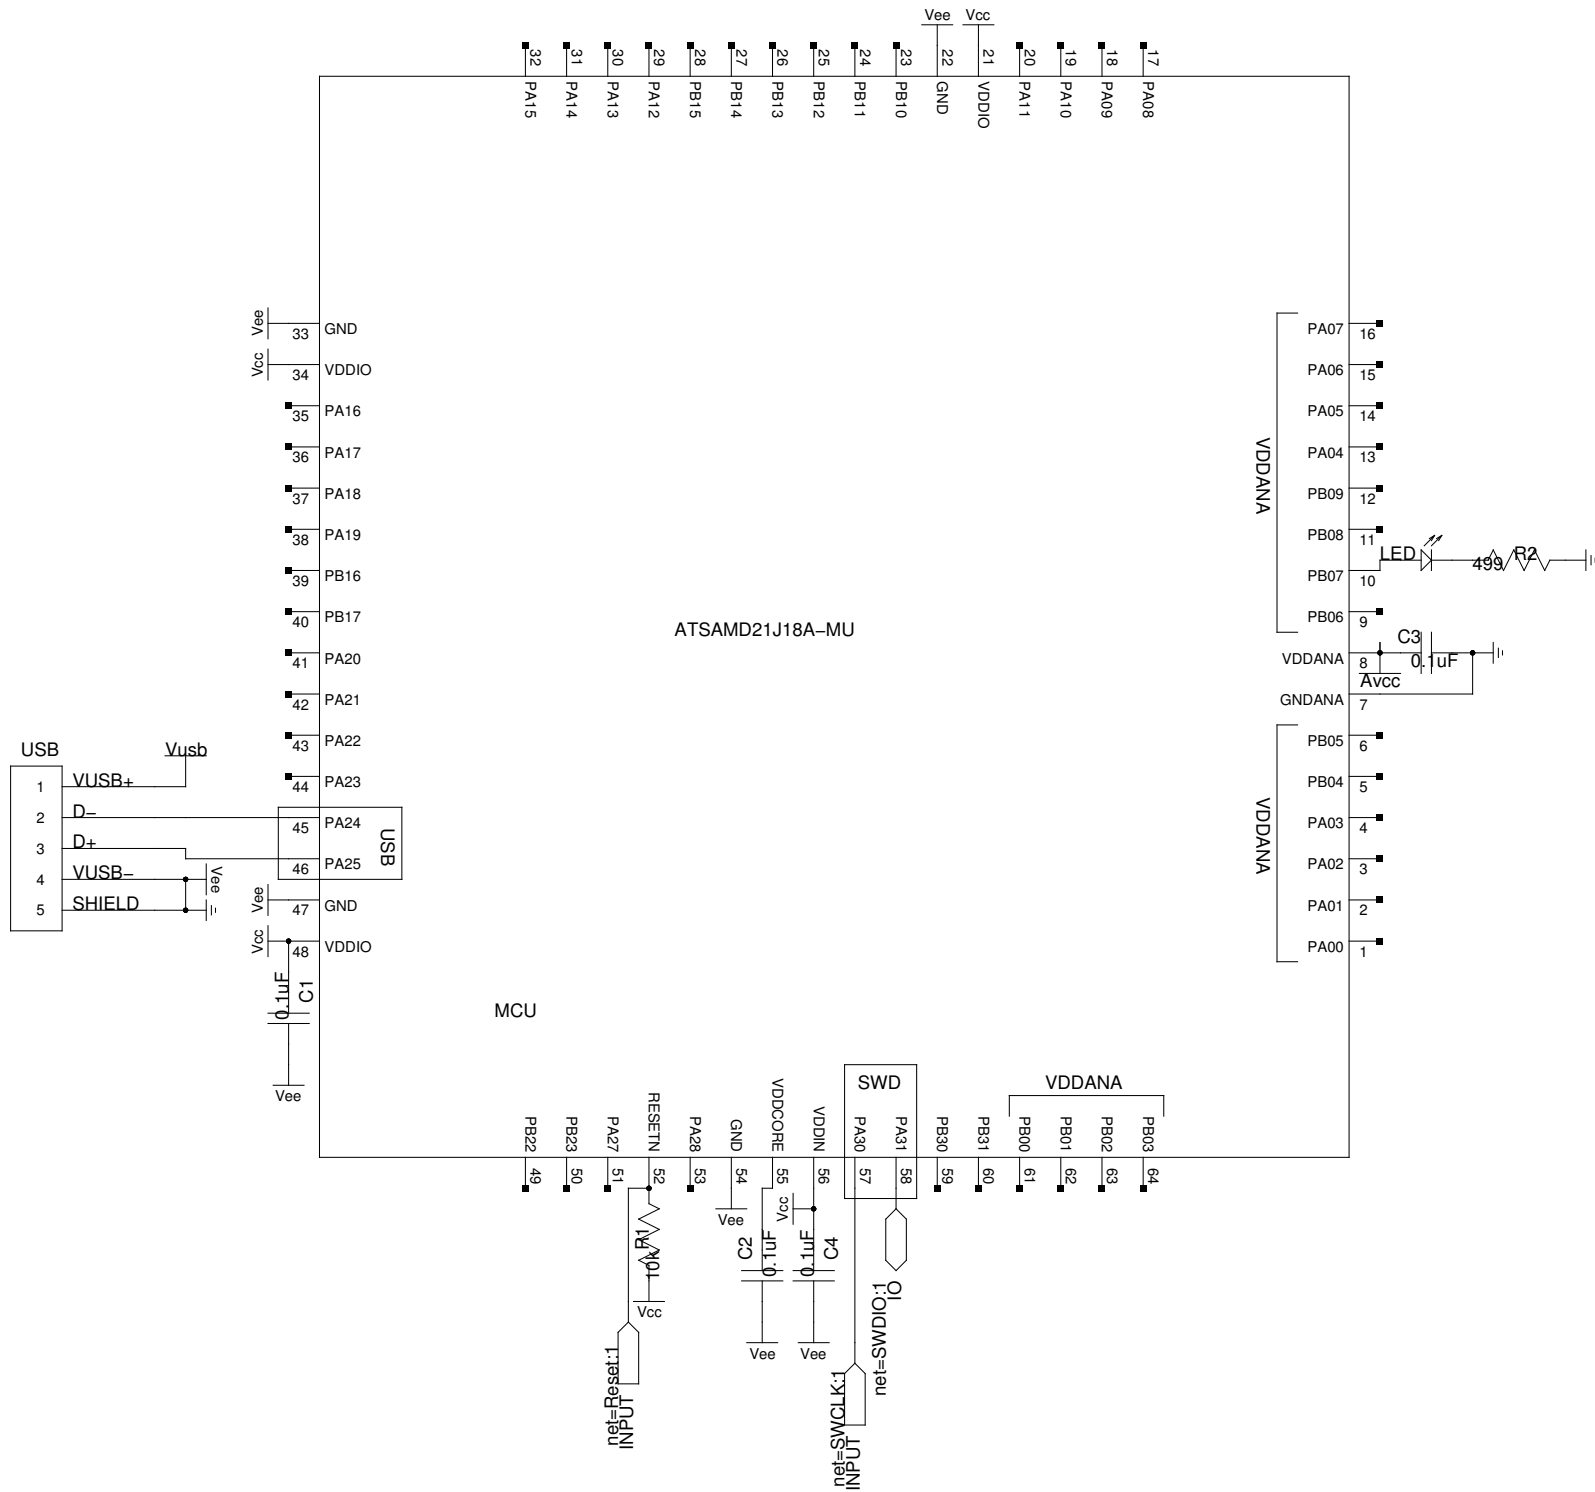 Vee Vcc
32 31 30 29 28 27 26 25 24 23 22 21 20 19 18 17
PA15 PA14 PA13 PA12 PB15 PB14 PB13 PB12 PB11 PB10 GND VDDIO PA11 PA10 PA09 PA08
Vee 33 GND
Vcc 34 VDDIO
35 PA16
36 PA17
37 PA18
38 PA19
39 PB16
40 PB17
41 PA20
42 PA21
43 PA22
44 PA23
45 PA24
46 PA25
USB
Vee 47 GND
Vcc 48 VDDIO
USB
Vusb
1 VUSB+
2 D−
3 D+
4 VUSB−
Vee
5 SHIELD
0.1uF
C1
Vee
ATSAMD21J18A−MU
MCU
VDDANA
PA07 16
PA06 15
PA05 14
PA04 13
PB09 12
PB08 11
PB07 10
PB06 9
LED
499
R2
VDDANA 8
GNDANA 7
C3
0.1uF
Avcc
VDDANA
PB05 6
PB04 5
PA03 4
PA02 3
PA01 2
PA00 1
SWD
VDDANA
PB22 PB23 PA27 RESETN PA28 GND VDDCORE VDDIN PA30 PA31 PB30 PB31 PB00 PB01 PB02 PB03
49 50 51 52 53 54 55 56 57 58 59 60 61 62 63 64
Vee
Vcc
R1
10k
Vcc
C2
0.1uF
Vee
0.1uF
C4
Vee
net=Reset:1
INPUT
net=SWCLK:1
INPUT
net=SWDIO:1
IO